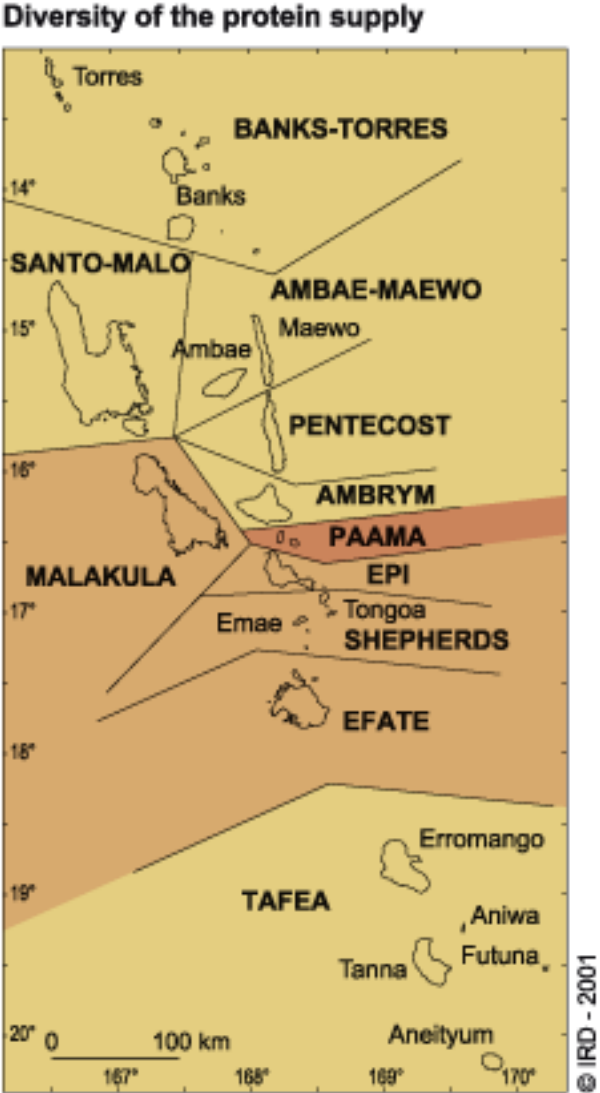 Diversity of the protein supply
Torres
BANKS-TORRES
14°
Banks
SANTO-MALO
AMBAE-MAEWO
15°
Maewo
Ambae
PENTECOST
16°
AMBRYM
PAAMA
MALAKULA
EPI
17°
Tongoa
Emae
SHEPHERDS
EFATE
18°
Erromango
19°
TAFEA
Aniwa
Futuna
Tanna
20°
0 100 km
Aneityum
167° 168° 169° 170°
© IRD - 2001